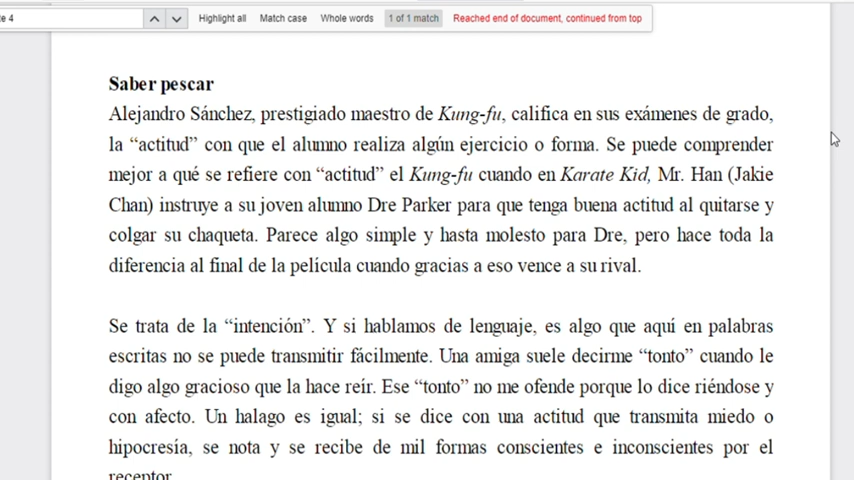 e 4 Highlight all Match case Whole words 1 of 1 match Reached end of document, continued from top
Saber pescar
Alejandro Sánchez, prestigiado maestro de Kung-fu, califica en sus exámenes de grado,
la “actitud” con que el alumno realiza algún ejercicio o forma. Se puede comprender
mejor a qué se refiere con “actitud” el Kung-fu cuando en Karate Kid, Mr. Han (Jakie
Chan) instruye a su joven alumno Dre Parker para que tenga buena actitud al quitarse y
colgar su chaqueta. Parece algo simple y hasta molesto para Dre, pero hace toda la
diferencia al final de la película cuando gracias a eso vence a su rival.
Se trata de la “intención”. Y si hablamos de lenguaje, es algo que aquí en palabras
escritas no se puede transmitir fácilmente. Una amiga suele decirme “tonto” cuando le
digo algo gracioso que la hace reír. Ese “tonto” no me ofende porque lo dice riéndose y
con afecto. Un halago es igual; si se dice con una actitud que transmita miedo o
hipocresía, se nota y se recibe de mil formas conscientes e inconscientes por el
receptor.